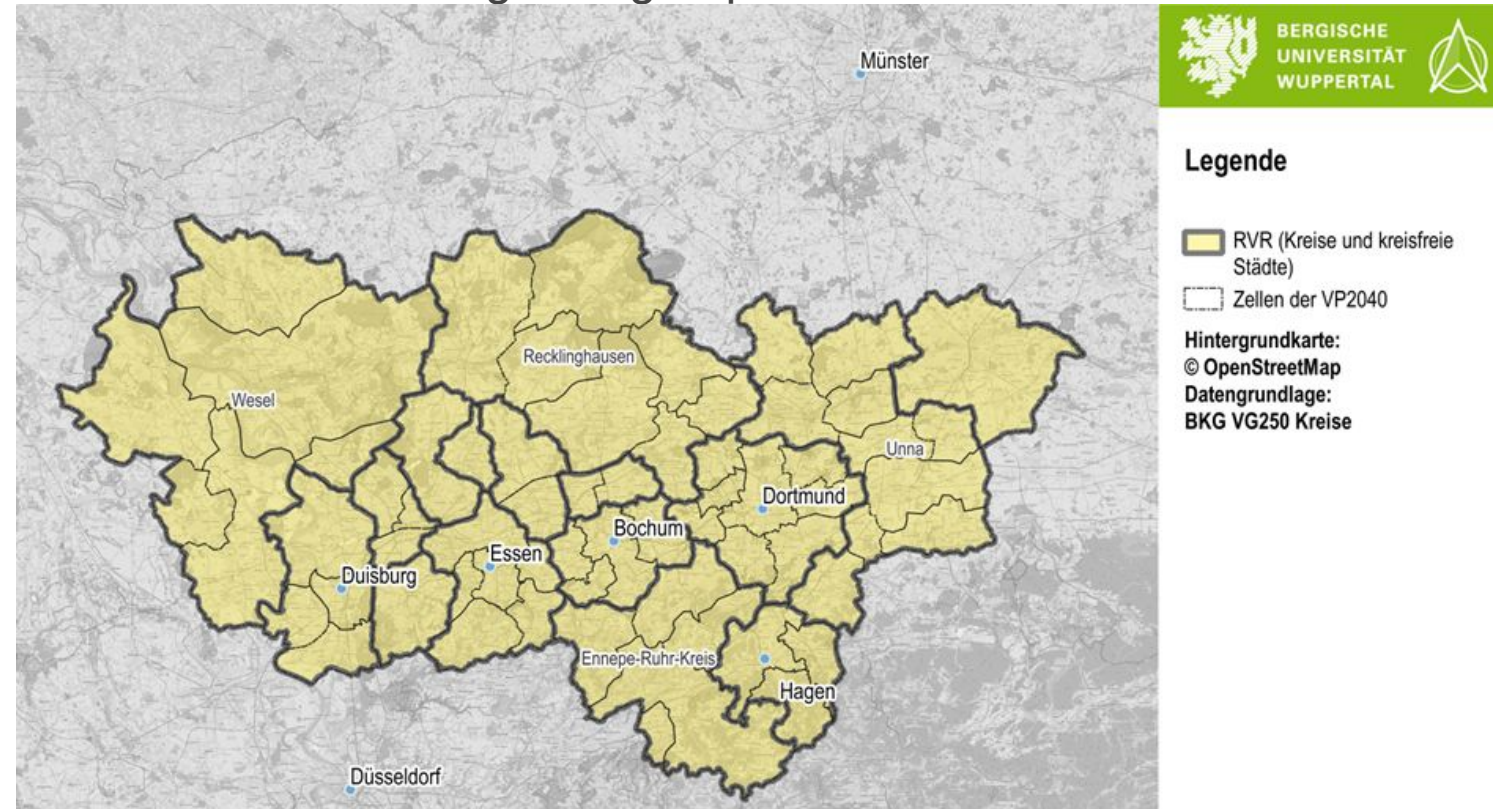 Münster
Recklinghausen
Wesel
Unna
Dortmund
Bochum
Essen
Duisburg
Ennepe-Ruhr-Kreis
Hagen
Düsseldorf
BERGISCHE
UNIVERSITÄT
WUPPERTAL
Legende
RVR (Kreise und kreisfreie
Städte)
Zellen der VP2040
Hintergrundkarte:
© OpenStreetMap
Datengrundlage:
BKG VG250 Kreise